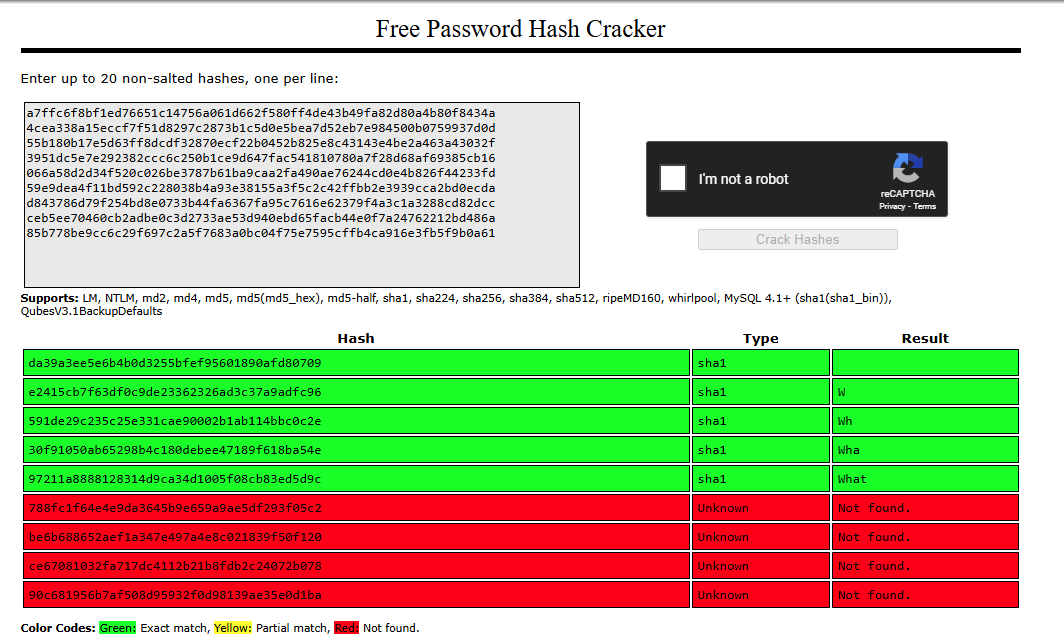 Free Password Hash Cracker
Enter up to 20 non-salted hashes, one per line:
a7ffc6f8bf1ed76651c14756a061d662f580ff4de43b49fa82d80a4b80f8434a
4cea338a15eccf7f51d8297c2873b1c5d0e5bea7d52eb7e984500b0759937d0d
55b180b17e5d63ff8dcdf32870ecf22b0452b825e8c43143e4be2a463a43032f
3951dc5e7e292382ccc6c250b1ce9d647fac541810780a7f28d68af69385cb16
066a58d2d34f520c026be3787b61ba9caa2fa490ae76244cd0e4b826f44233fd
59e9dea4f11bd592c228038b4a93e38155a3f5c2c42ffbb2e3939cca2bd0ecda
d843786d79f254bd8e0733b44fa6367fa95c7616e62379f4a3c1a3288cd82dcc
ceb5ee70460cb2adbe0c3d2733ae53d940ebd65facb44e0f7a24762212bd486a
85b778be9cc6c29f697c2a5f7683a0bc04f75e7595cffb4ca916e3fb5f9b0a61
I'm not a robot
reCAPTCHA
Privacy - Terms
Crack Hashes
Supports: LM, NTLM, md2, md4, md5, md5(md5_hex), md5-half, sha1, sha224, sha256, sha384, sha512, ripeMD160, whirlpool, MySQL 4.1+ (sha1(sha1_bin)),
QubesV3.1BackupDefaults
Hash Type Result
da39a3ee5e6b4b0d3255bfef95601890afd80709 sha1
e2415cb7f63df0c9de23362326ad3c37a9adfc96 sha1 W
591de29c235c25e331cae90002b1ab114bbc0c2e sha1 Wh
30f91050ab65298b4c180debee47189f618ba54e sha1 Wha
97211a8888128314d9ca34d1005f08cb83ed5d9c sha1 What
788fc1f64e4e9da3645b9e659a9ae5df293f05c2 Unknown Not found.
be6b688652aef1a347e497a4e8c021839f50f120 Unknown Not found.
ce67081032fa717dc4112b21b8fdb2c24072b078 Unknown Not found.
90c681956b7af508d95932f0d98139ae35e0d1ba Unknown Not found.
Color Codes: Green: Exact match, Yellow: Partial match, Red: Not found.